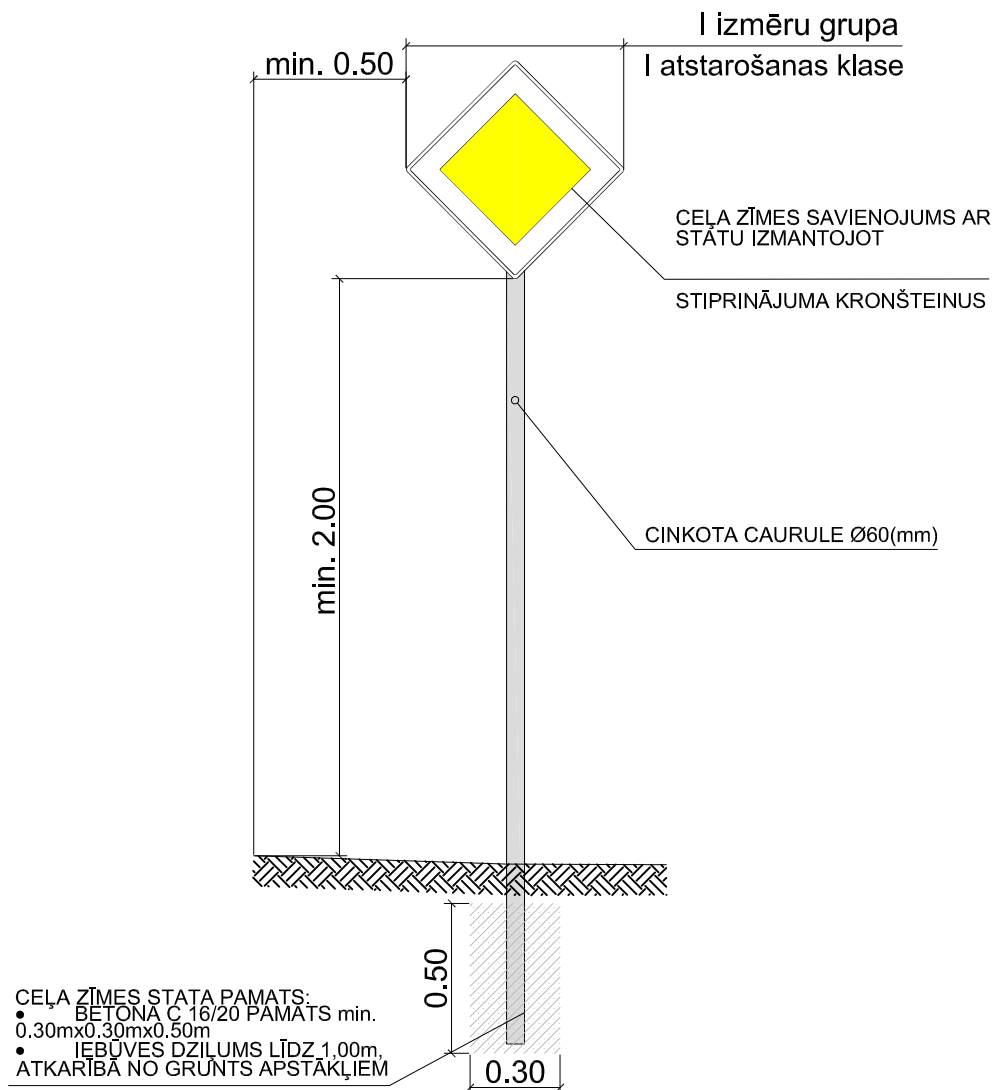 I izmēru grupa
min. 0.50
I atstarošanas klase
CEĻA ZĪMES SAVIENOJUMS AR
STATU IZMANTOJOT
STIPRINĀJUMA KRONŠTEINUS
min. 2.00
CINKOTA CAURULE Ø60(mm)
0.50
CEĻA ZĪMES STATA PAMATS:
• BETONA C 16/20 PAMATS min.
0.30mx0.30mx0.50m
• IEBŪVES DZIĻUMS LĪDZ 1,00m,
ATKARĪBĀ NO GRUNTS APSTĀKĻIEM
0.30